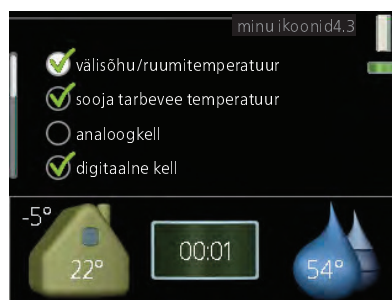 minu ikoonid4.3
välisõhu/ruumitemperatuur
sooja tarbevee temperatuur
analoogkell
digitaalne kell
-5°
22°
00:01
54°